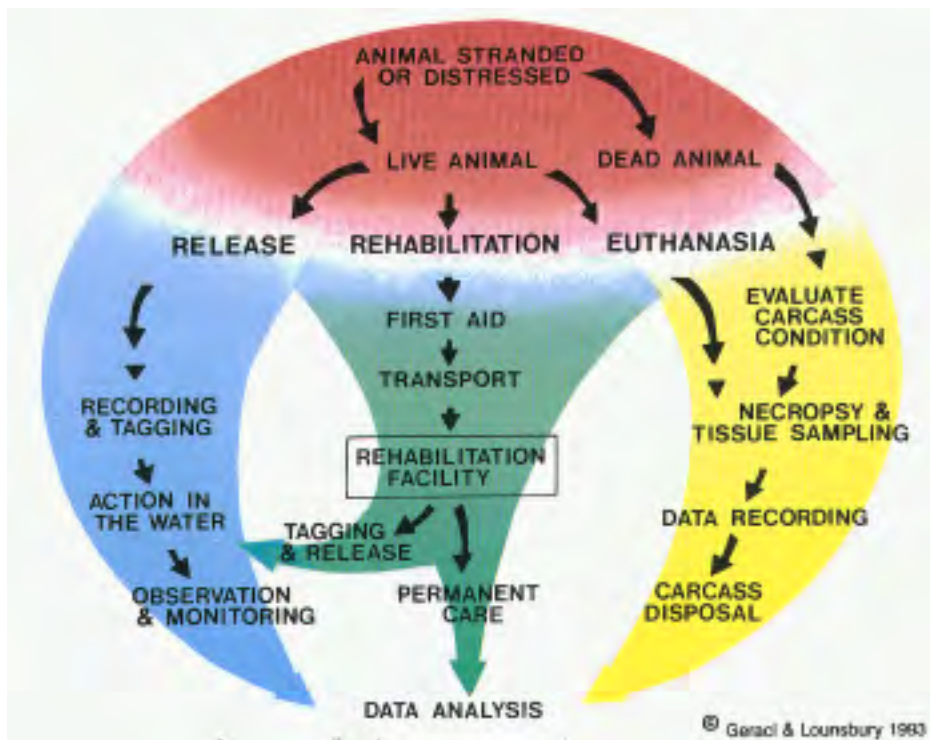 ANIMAL STRANDED
OR DISTRESSED
LIVE ANIMAL
DEAD ANIMAL
RELEASE
REHABILITATION
EUTHANASIA
EVALUATE
CARCASS
CONDITION
FIRST AID
TRANSPORT
RECORDING
& TAGGING
NECROPSY &
TISSUE SAMPLING
REHABILITATION
FACILITY
ACTION IN
THE WATER
DATA RECORDING
TAGGING
& RELEASE
OBSERVATION
& MONITORING
PERMANENT
CARE
CARCASS
DISPOSAL
DATA ANALYSIS
© Geraci & Lounsbury 1993